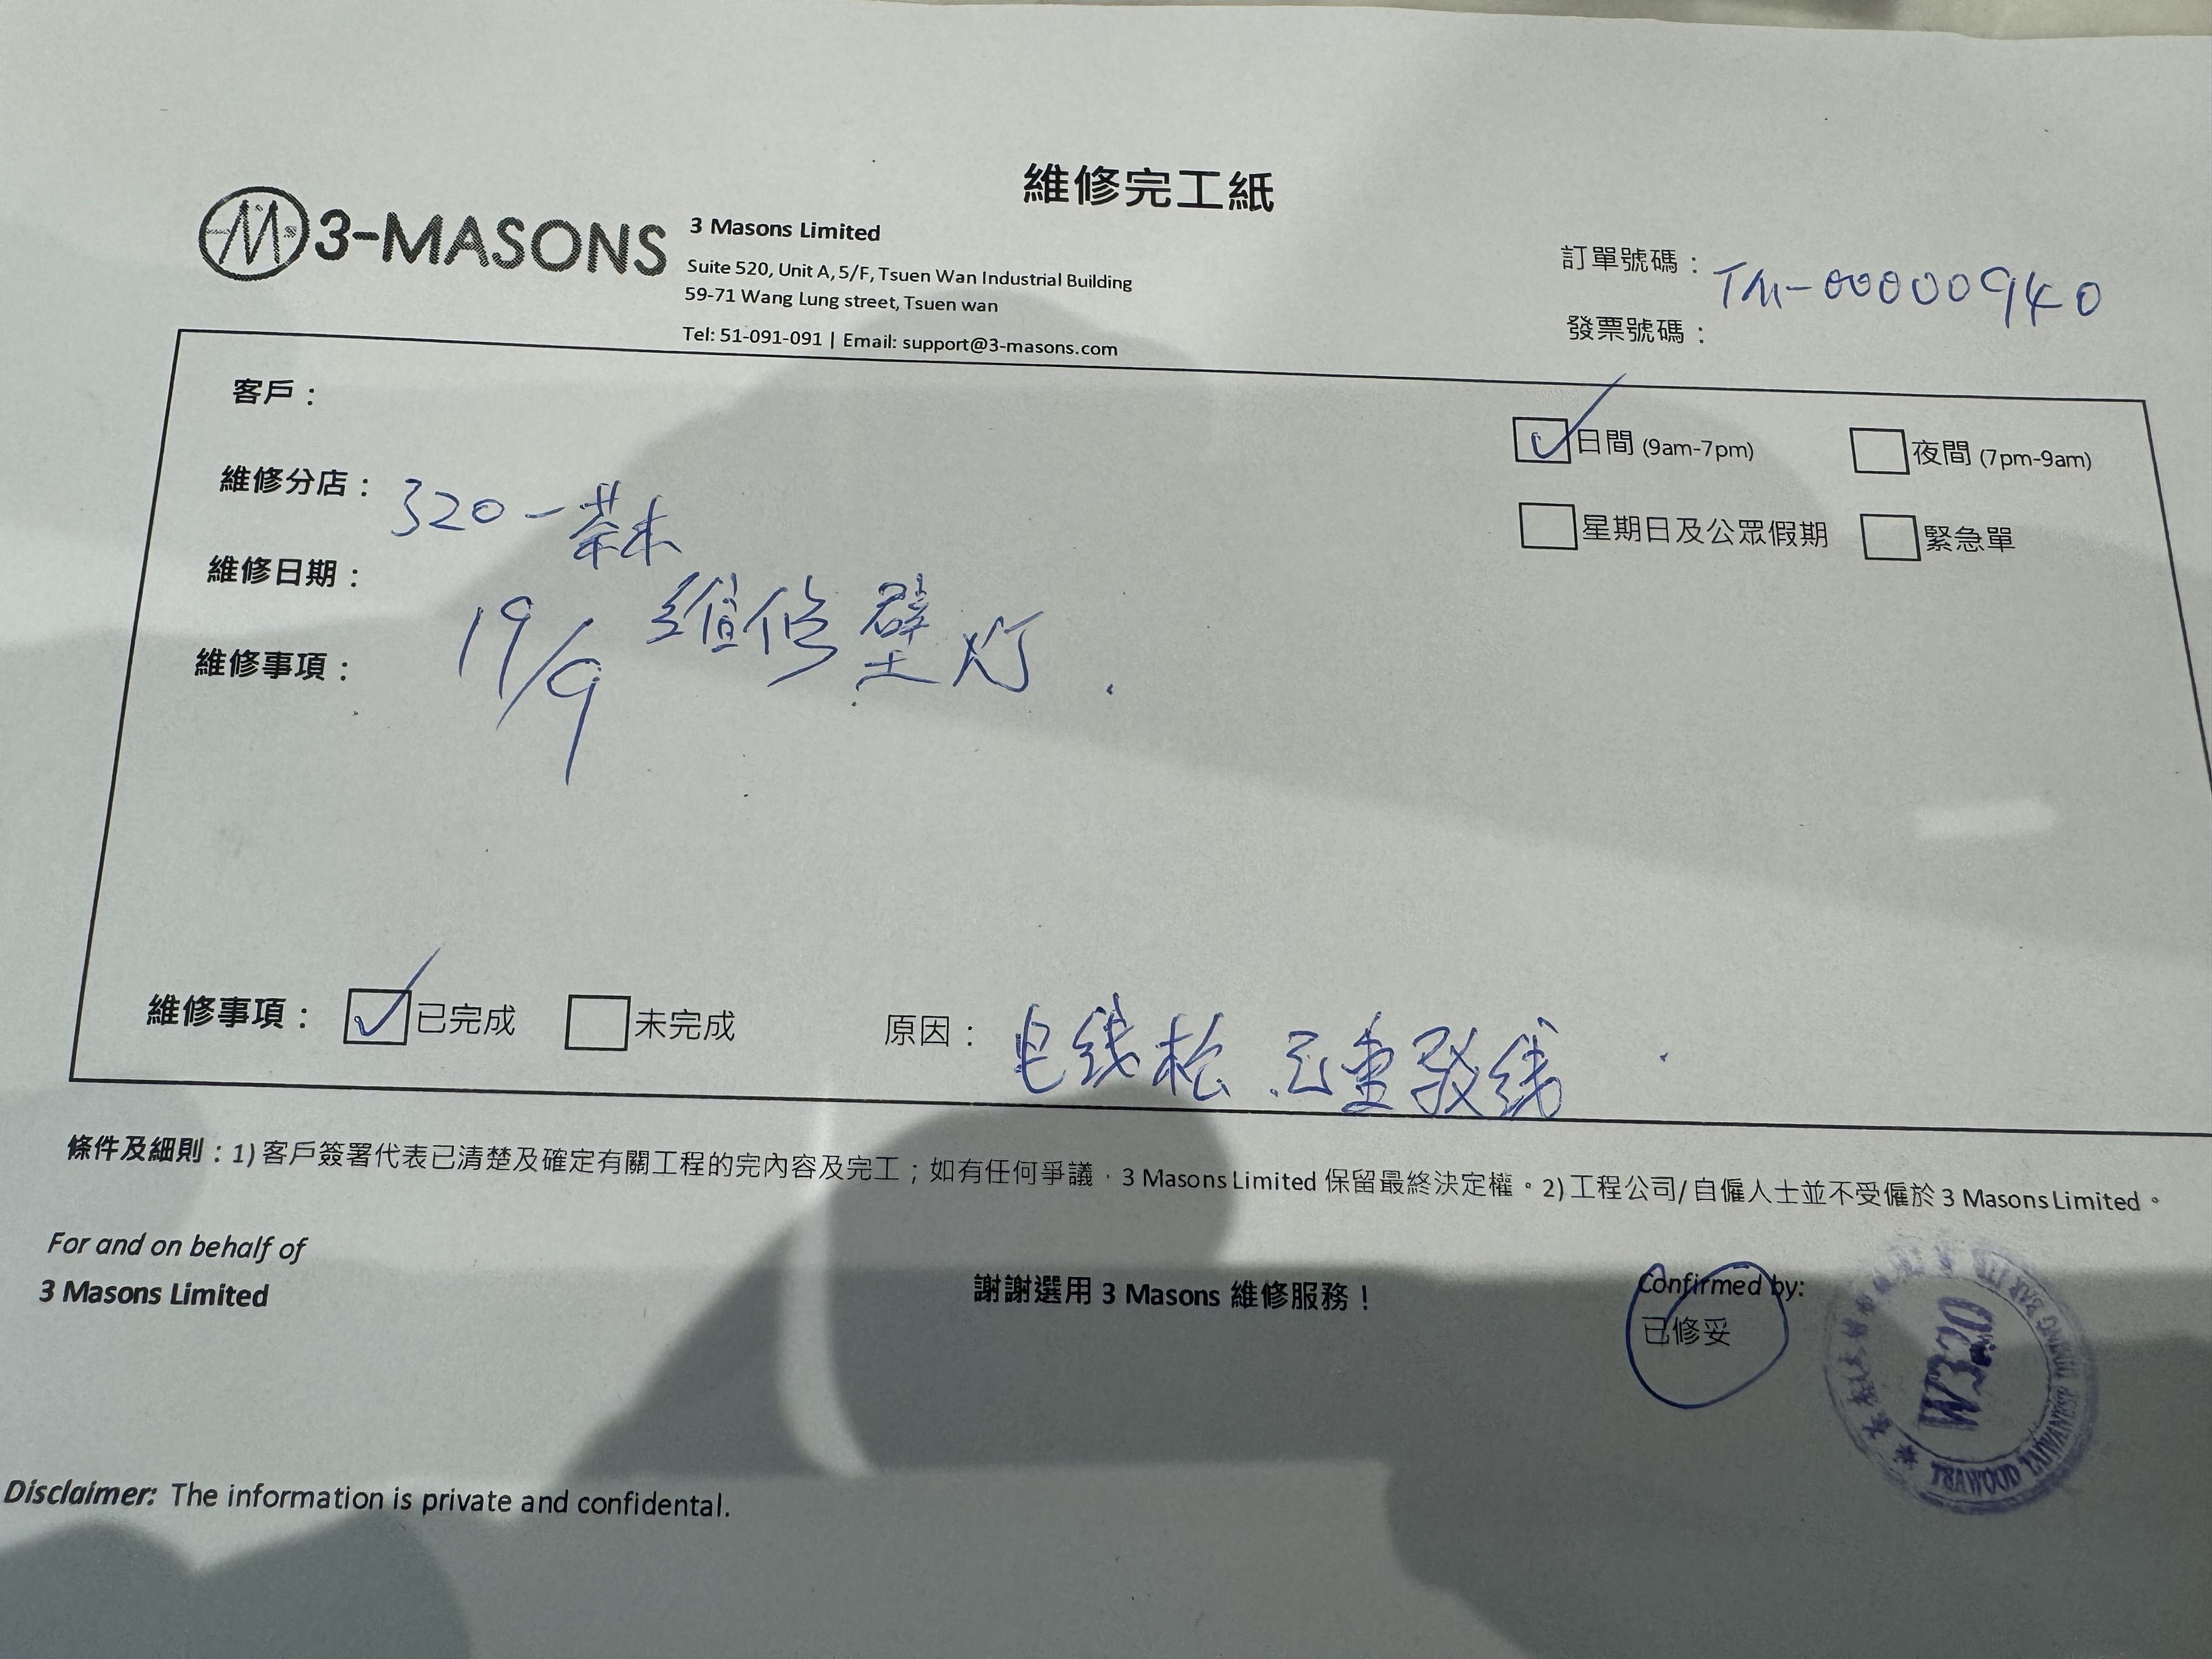 維修完工紙
3-MASONS
3 Masons Limited
Suite 520, Unit A, 5/F, Tsuen Wan Industrial Building
59-71 Wang Lung street, Tsuen wan
Tel: 51-091-091 | Email: support@3-masons.com
訂單號碼：TM-00000940
發票號碼：
客戶：
日間 (9am-7pm) 夜間 (7pm-9am)
維修分店：320-茶木
星期日及公眾假期 緊急單
維修日期：19/9
維修事項：維修壁灯.
維修事項：已完成 未完成 原因：电线松.已重驳线.
條件及細則：1) 客戶簽署代表已清楚及確定有關工程的完內容及完工；如有任何爭議，3 Masons Limited 保留最終決定權。2) 工程公司/ 自僱人士並不受僱於 3 Masons Limited。
For and on behalf of
3 Masons Limited
謝謝選用 3 Masons 維修服務！
Confirmed by:
已修妥
W320
Disclaimer: The information is private and confidental.